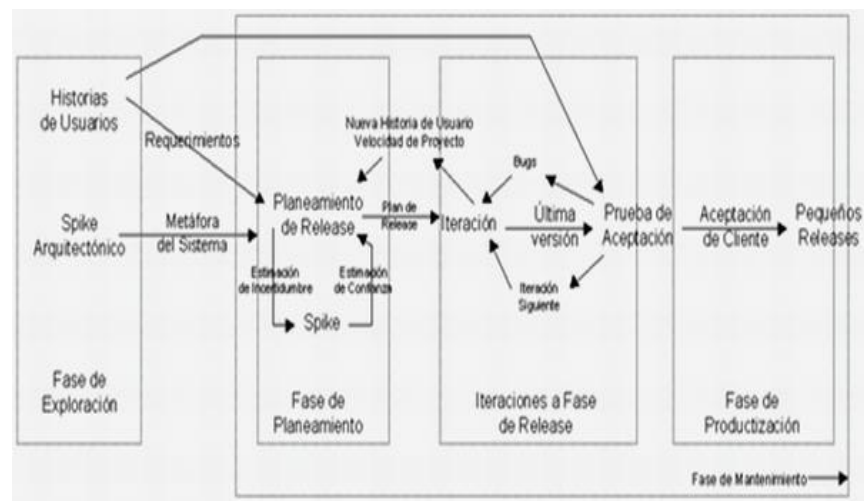 Historias
de Usuarios
Requerimientos
Nueva Historia de Usuario
Velocidad de Proyecto
Bugs
Spike
Arquitectónico
Metáfora
del Sistema
Planeamiento
de Release
Plan de
Release
Iteración
Última
versión
Prueba de
Aceptación
Aceptación
de Cliente
Pequeños
Releases
Estimación
de Incertidumbre
Estimación
de Confianza
Spike
Iteración
Siguiente
Fase de
Exploración
Fase de
Planeamiento
Iteraciones a Fase
de Release
Fase de
Productización
Fase de Mantenimiento